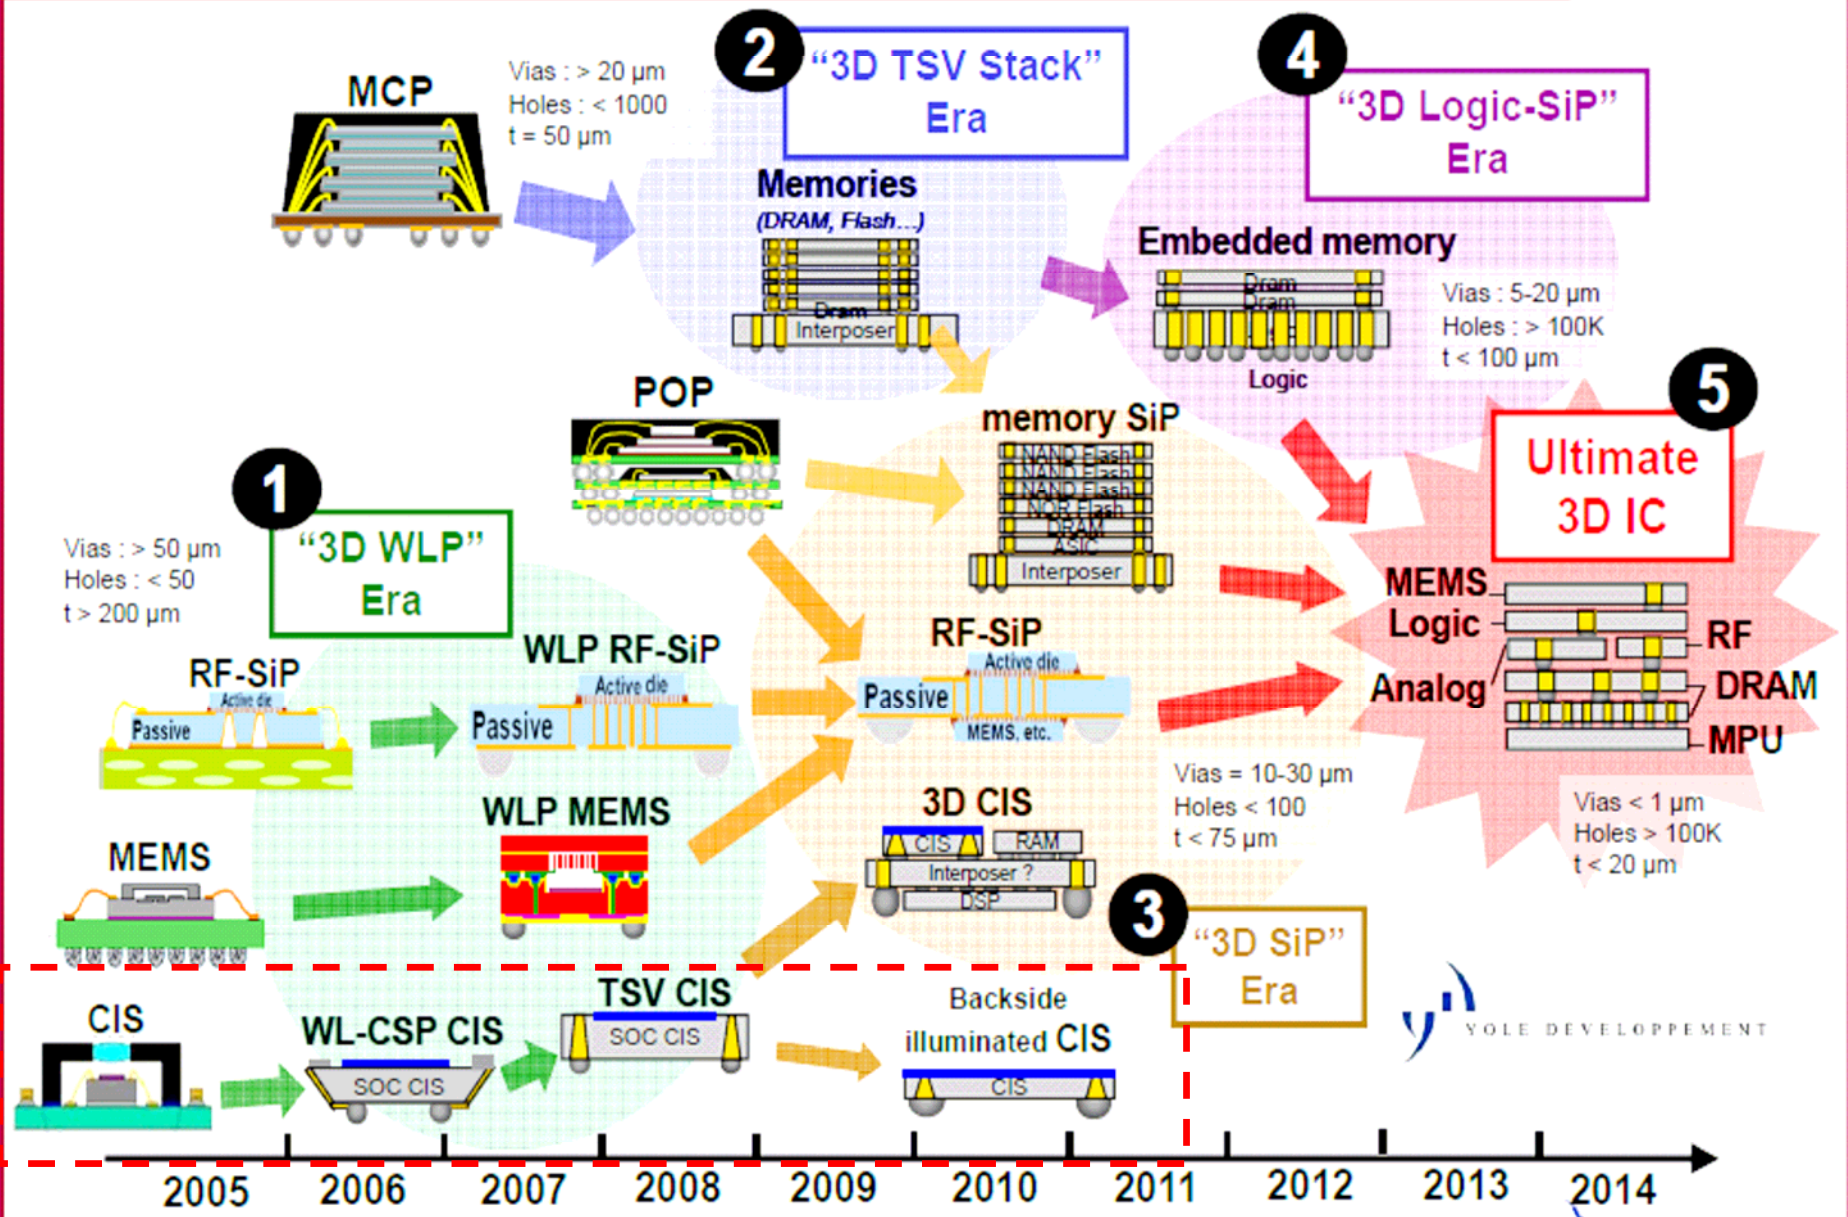 MCP
Vias : > 20 µm
Holes : < 1000
t = 50 µm
2
“3D TSV Stack”
Era
Memories
(DRAM, Flash...)
Dram
Interposer
4
“3D Logic-SiP”
Era
Embedded memory
Dram
Dram
Logic
Vias : 5-20 µm
Holes : > 100K
t < 100 µm
POP
memory SiP
NAND Flash
NAND Flash
NAND Flash
NOR Flash
DRAM
ASIC
Interposer
5
Ultimate
3D IC
MEMS
Logic
RF
Analog
DRAM
MPU
Vias < 1 µm
Holes > 100K
t < 20 µm
1
“3D WLP”
Era
Vias : > 50 µm
Holes : < 50
t > 200 µm
RF-SiP
Active die
Passive
WLP RF-SiP
Active die
Passive
RF-SiP
Active die
Passive
MEMS, etc.
Vias = 10-30 µm
Holes < 100
t < 75 µm
MEMS
WLP MEMS
3D CIS
CIS
RAM
Interposer ?
DSP
3
“3D SiP”
Era
CIS
WL-CSP CIS
SOC CIS
TSV CIS
SOC CIS
Backside
illuminated CIS
CIS
YOLE DEVELOPPEMENT
2005 2006 2007 2008 2009 2010 2011 2012 2013 2014